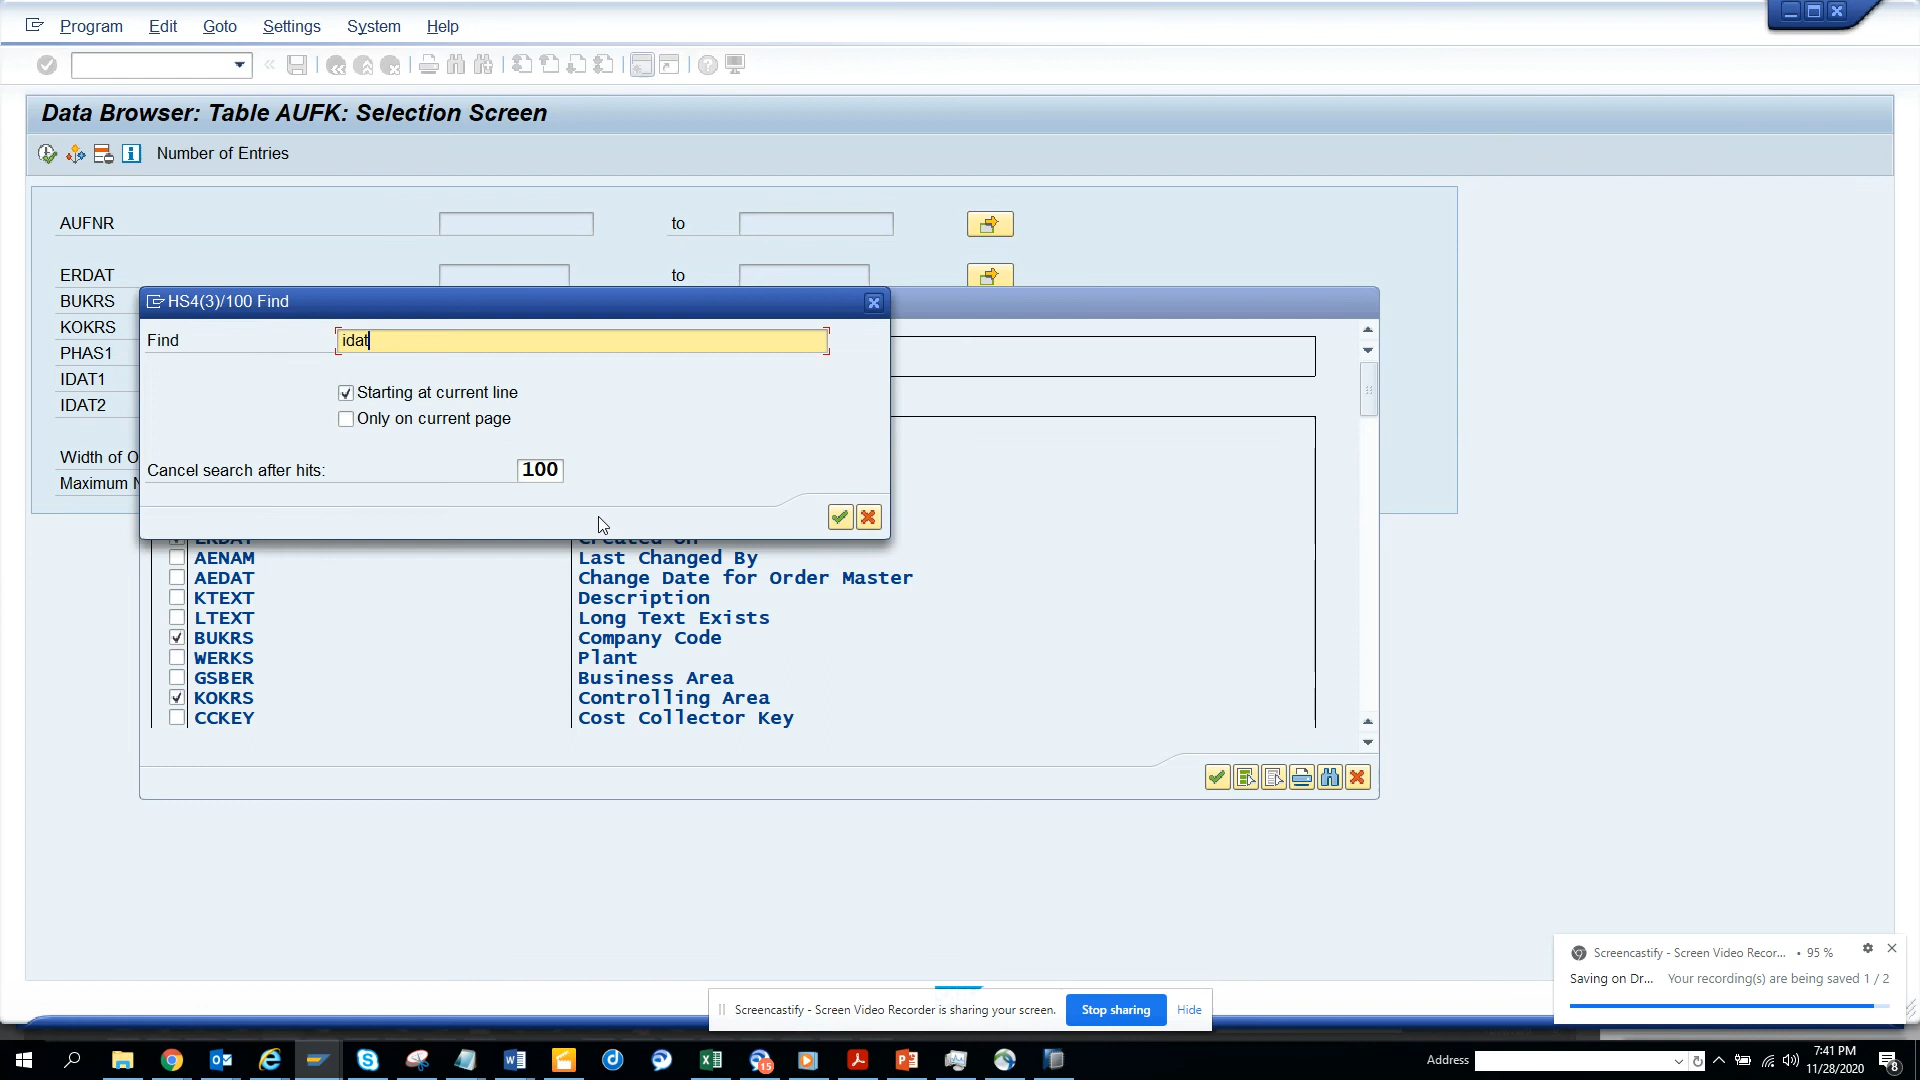 Program Edit Goto Settings System Help
Data Browser: Table AUFK: Selection Screen
Number of Entries
AUFNR to
ERDAT to
BUKRS
KOKRS
PHAS1
IDAT1
IDAT2
Width of O
Maximum N
HS4(3)/100 Find
Find idat
Starting at current line
Only on current page
Cancel search after hits: 100
ERDAT Created On
AENAM Last Changed By
AEDAT Change Date for Order Master
KTEXT Description
LTEXT Long Text Exists
BUKRS Company Code
WERKS Plant
GSBER Business Area
KOKRS Controlling Area
CCKEY Cost Collector Key
Screencastify - Screen Video Recor... • 95 %
Saving on Dr... Your recording(s) are being saved 1 / 2
Screencastify - Screen Video Recorder is sharing your screen. Stop sharing Hide
15
Address
7:41 PM
11/28/2020
8